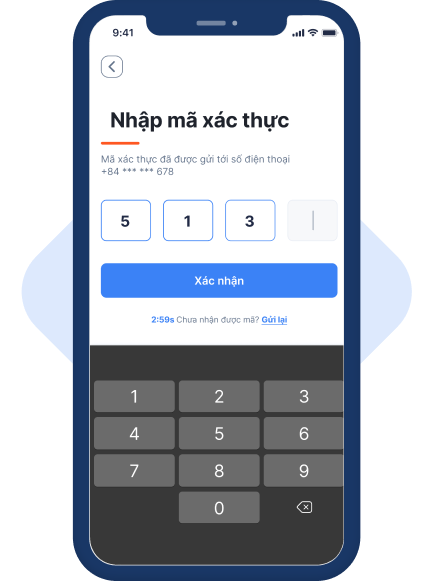 9:41
Nhập mã xác thực
Mã xác thực đã được gửi tới số điện thoại
+84 *** *** 678
5 1 3
Xác nhận
2:59s Chưa nhận được mã? Gửi lại
1 2 3
4 5 6
7 8 9
0